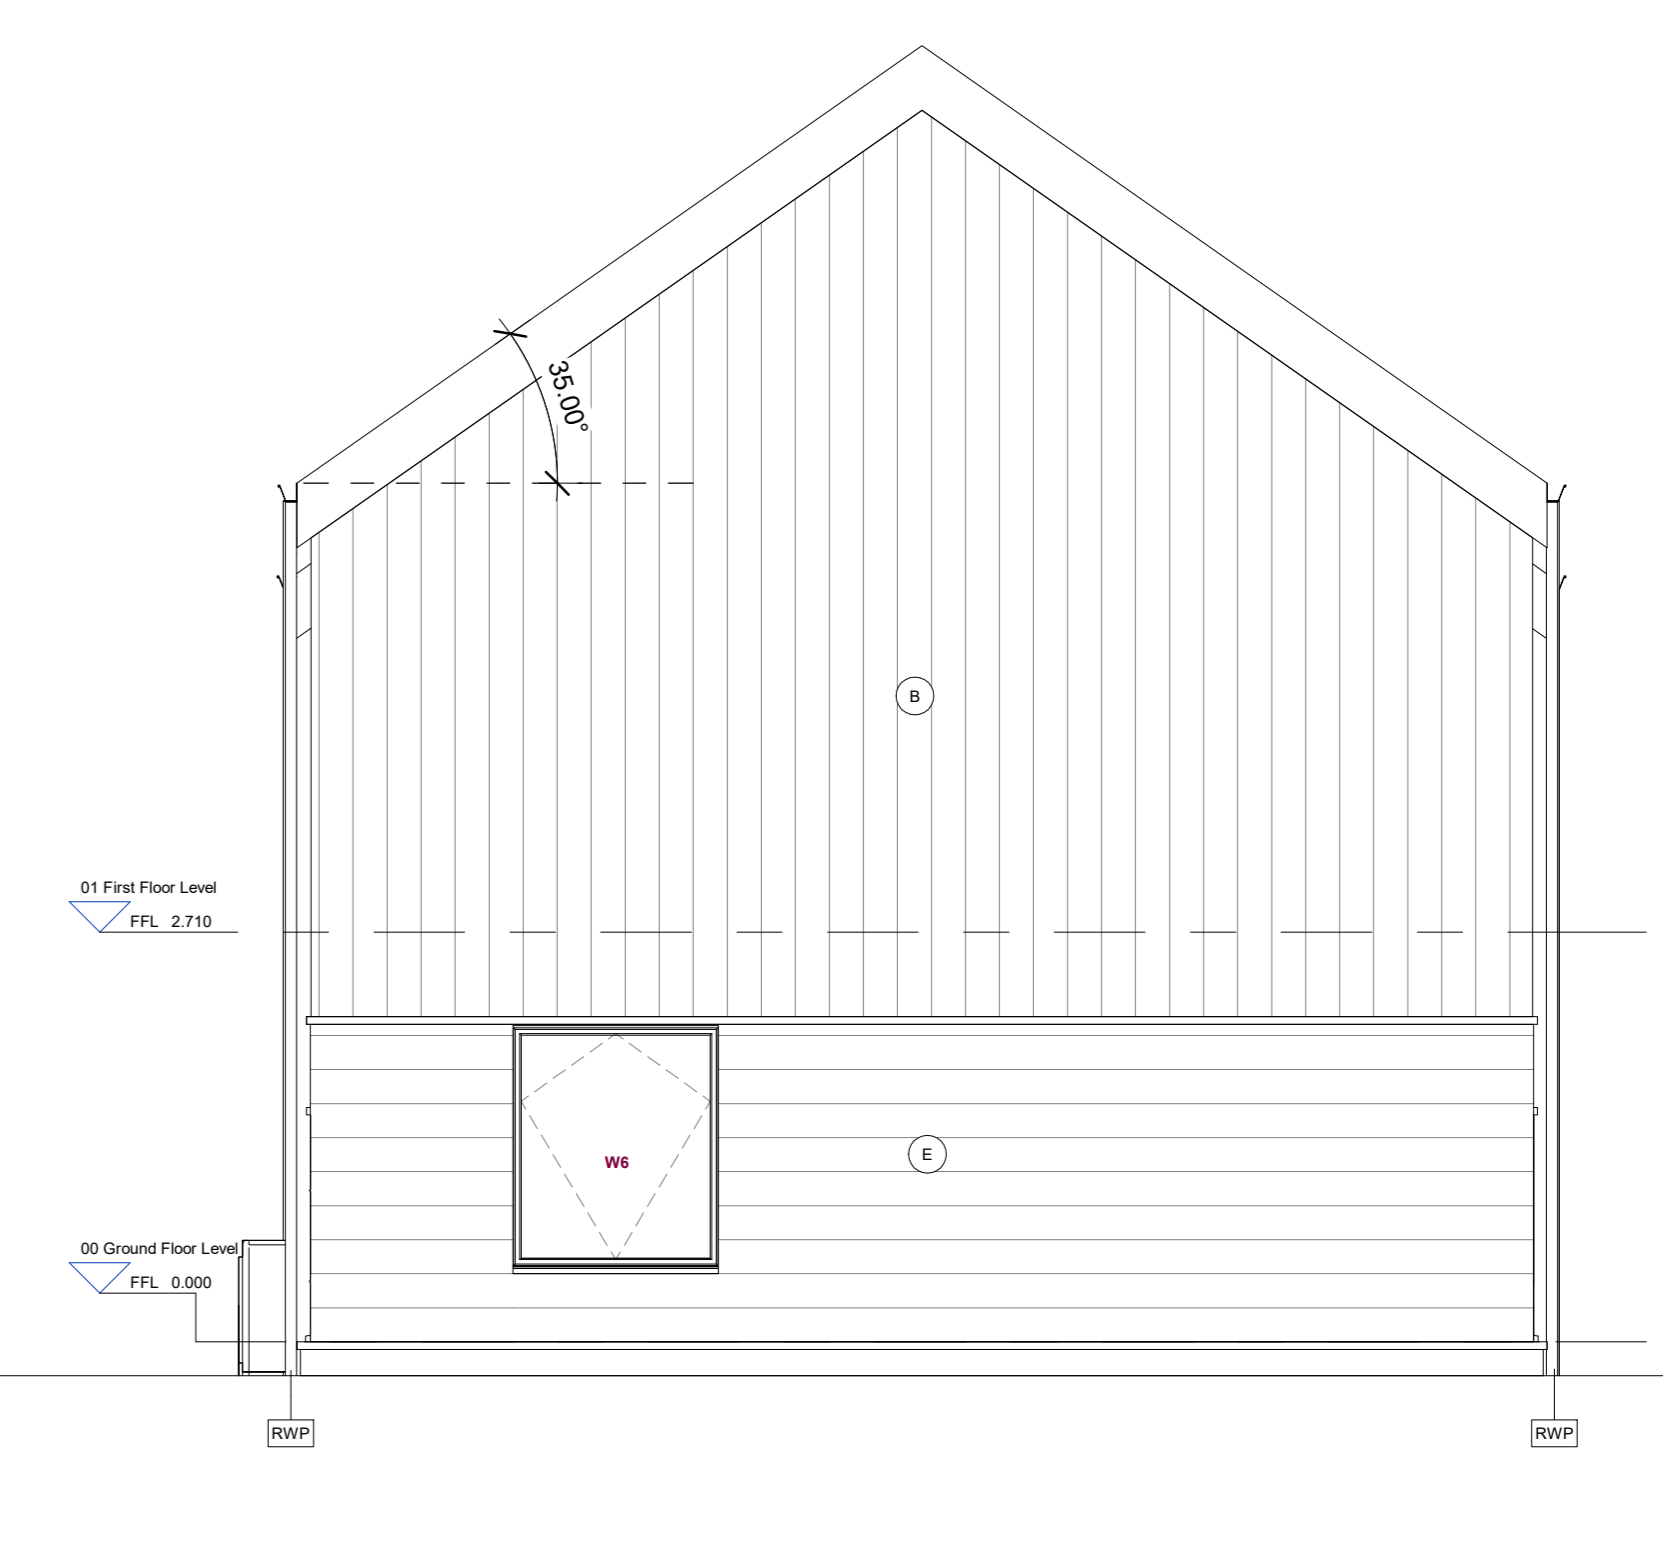 35.00°
B
01 First Floor Level
FFL 2.710
W6
E
00 Ground Floor Level
FFL 0.000
RWP
RWP